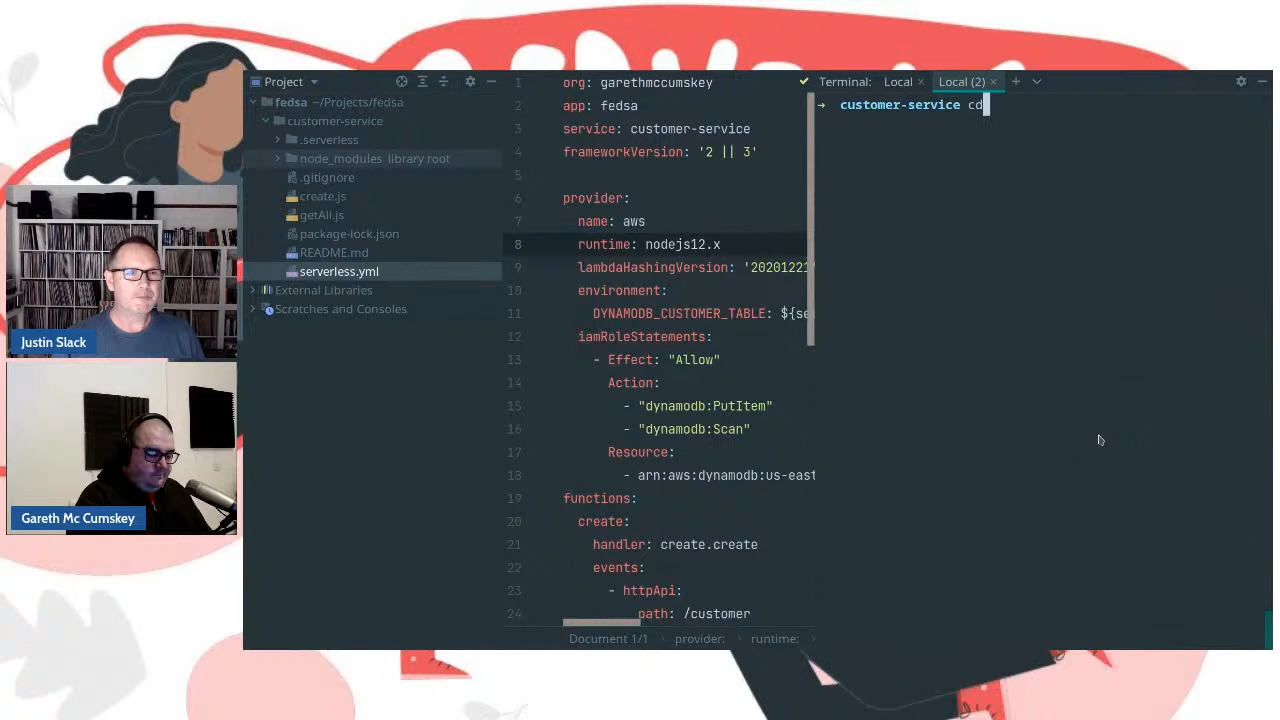 Project
fedsa ~/Projects/fedsa
customer-service
.serverless
node_modules library root
.gitignore
create.js
getAll.js
package-lock.json
README.md
serverless.yml
External Libraries
Scratches and Consoles
1 org: garethmccumskey
2 app: fedsa
3 service: customer-service
4 frameworkVersion: '2 || 3'
5
6 provider:
7 name: aws
8 runtime: nodejs12.x
9 lambdaHashingVersion: '20201221'
10 environment:
11 DYNAMODB_CUSTOMER_TABLE: ${se
12 iamRoleStatements:
13 - Effect: "Allow"
14 Action:
15 - "dynamodb:PutItem"
16 - "dynamodb:Scan"
17 Resource:
18 - arn:aws:dynamodb:us-east
19 functions:
20 create:
21 handler: create.create
22 events:
23 - httpApi:
24 path: /customer
Document 1/1 › provider: › runtime: ›
Terminal: Local × Local (2) × +
→ customer-service cd
Justin Slack
Gareth Mc Cumskey